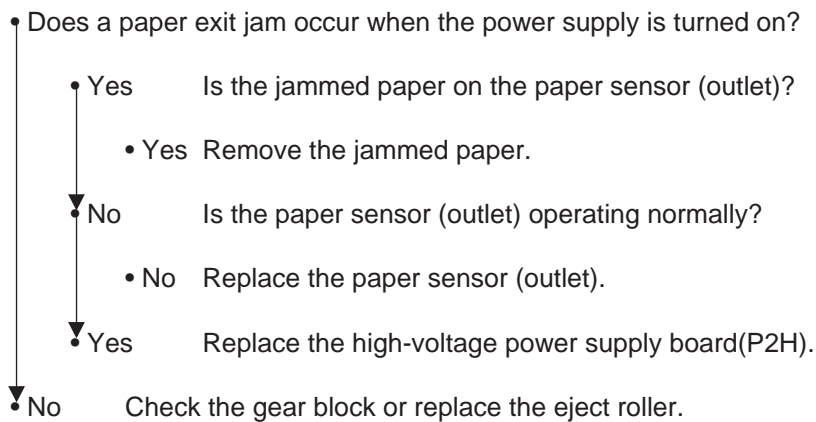 • Does a paper exit jam occur when the power supply is turned on?
• Yes Is the jammed paper on the paper sensor (outlet)?
• Yes Remove the jammed paper.
• No Is the paper sensor (outlet) operating normally?
• No Replace the paper sensor (outlet).
• Yes Replace the high-voltage power supply board(P2H).
• No Check the gear block or replace the eject roller.